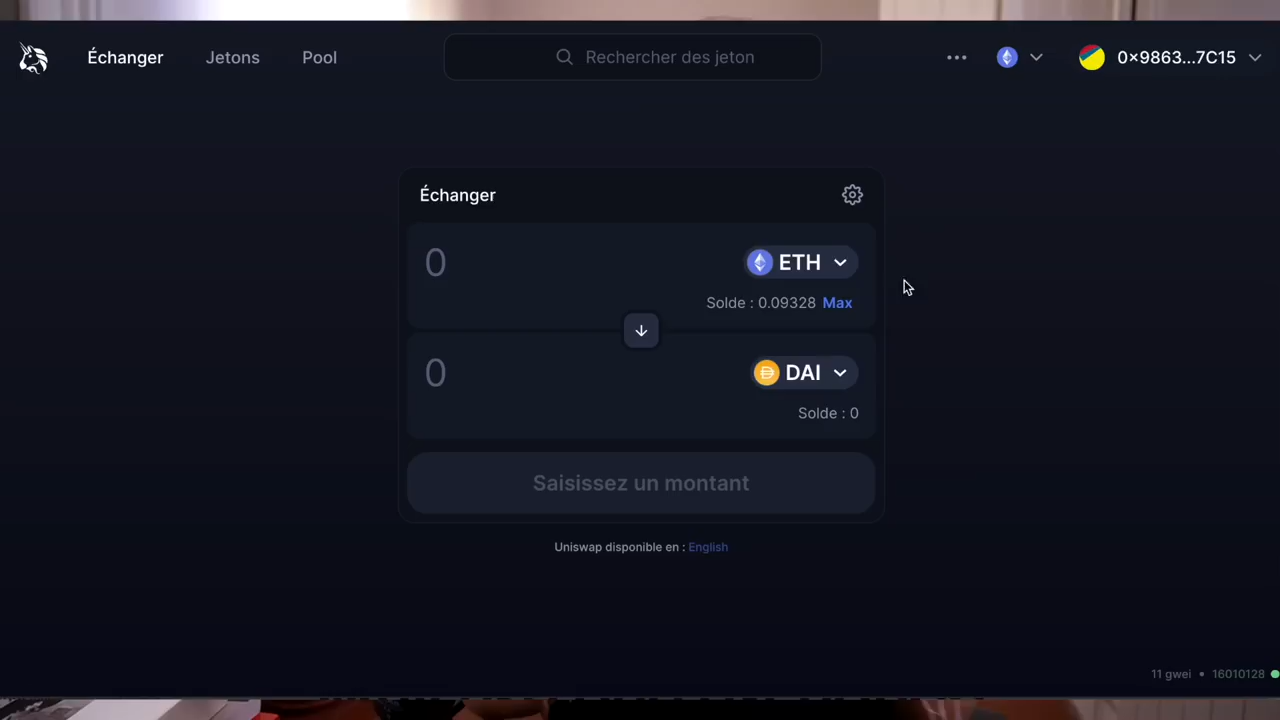 Échanger
Jetons
Pool
Rechercher des jeton
0×9863...7C15
Échanger
0
ETH
Solde : 0.09328 Max
0
DAI
Solde : 0
Saisissez un montant
Uniswap disponible en : English
11 gwei • 16010128